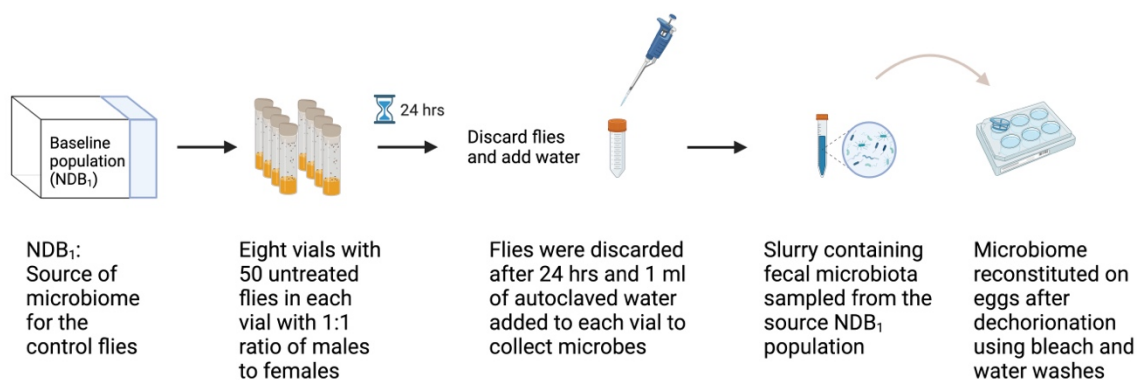 Baseline
population
(NDB₁)
24 hrs
Discard flies
and add water
NDB₁:
Source of
microbiome
for the
control flies
Eight vials with
50 untreated
flies in each
vial with 1:1
ratio of males
to females
Flies were discarded
after 24 hrs and 1 ml
of autoclaved water
added to each vial to
collect microbes
Slurry containing
fecal microbiota
sampled from the
source NDB₁
population
Microbiome
reconstituted on
eggs after
dechorionation
using bleach and
water washes